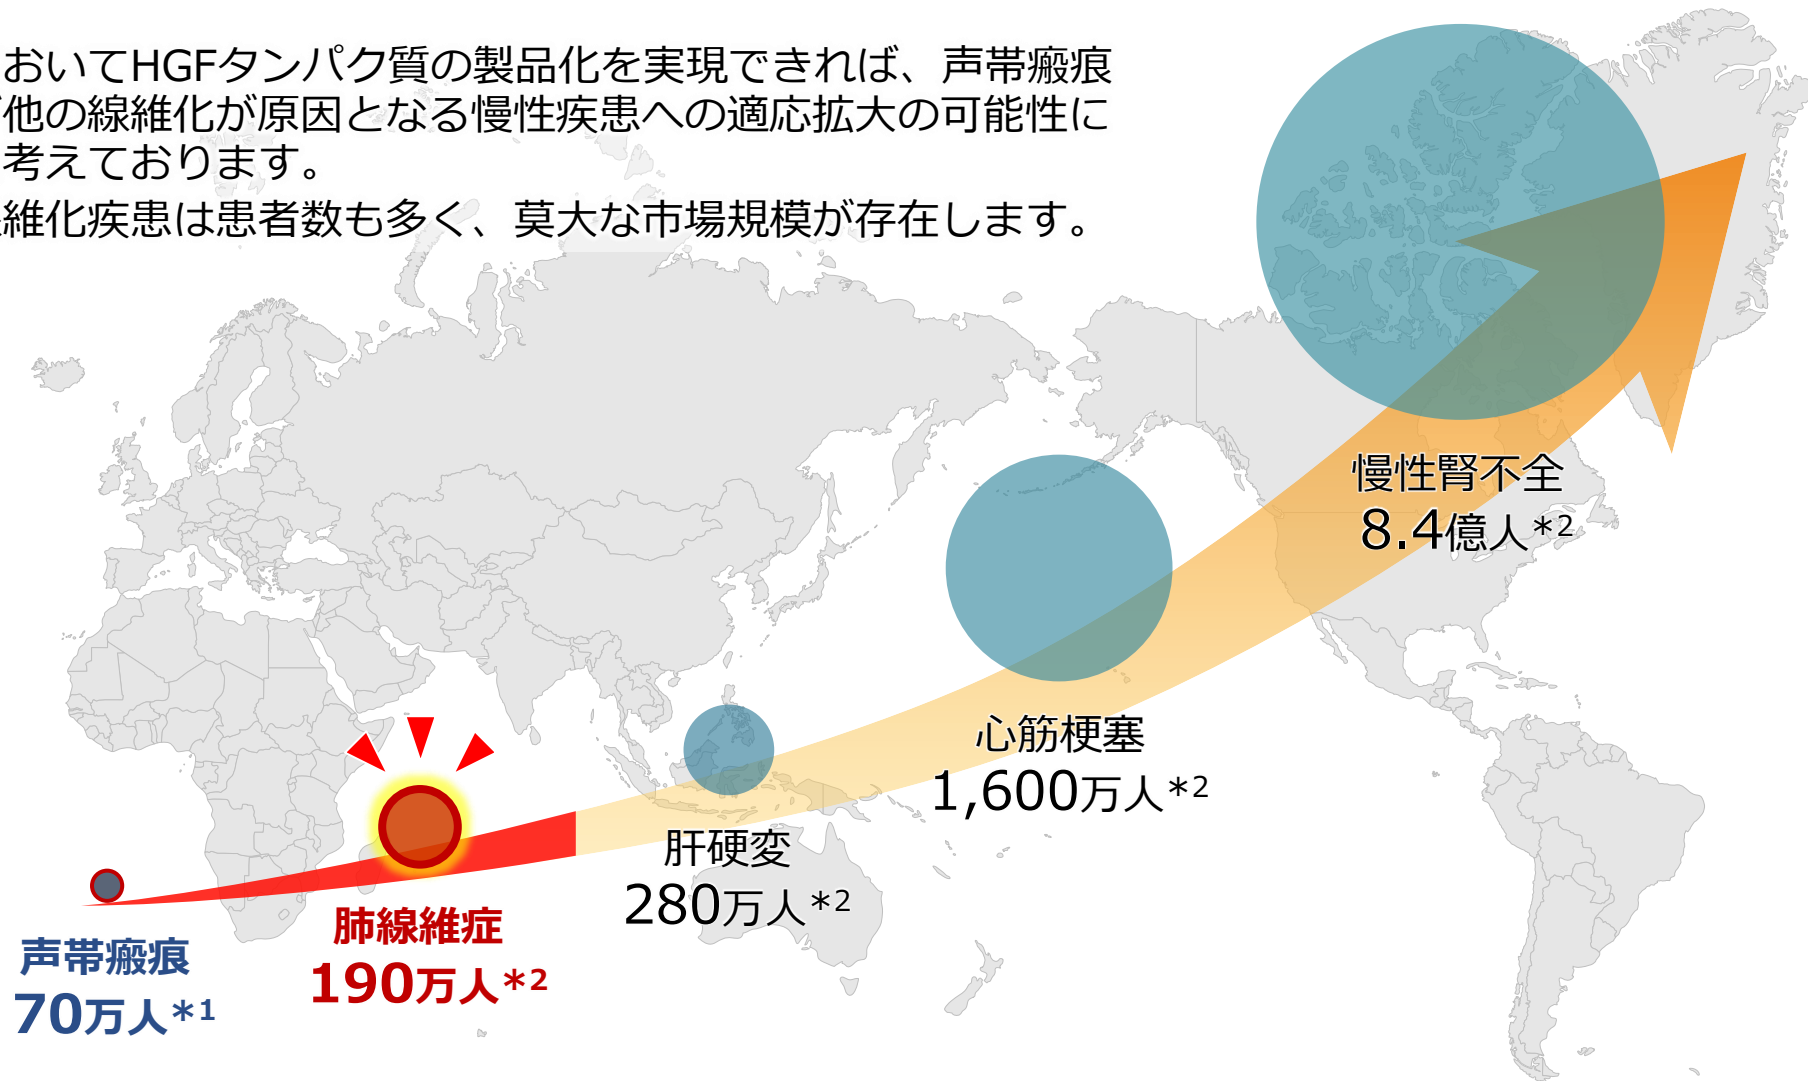 おいてHGFタンパク質の製品化を実現できれば、声帯瘢痕
他の線維化が原因となる慢性疾患への適応拡大の可能性に
考えております。
維化疾患は患者数も多く、莫大な市場規模が存在します。
慢性腎不全
8.4億人*2
心筋梗塞
1,600万人*2
肝硬変
280万人*2
肺線維症
190万人*2
声帯瘢痕
70万人*1